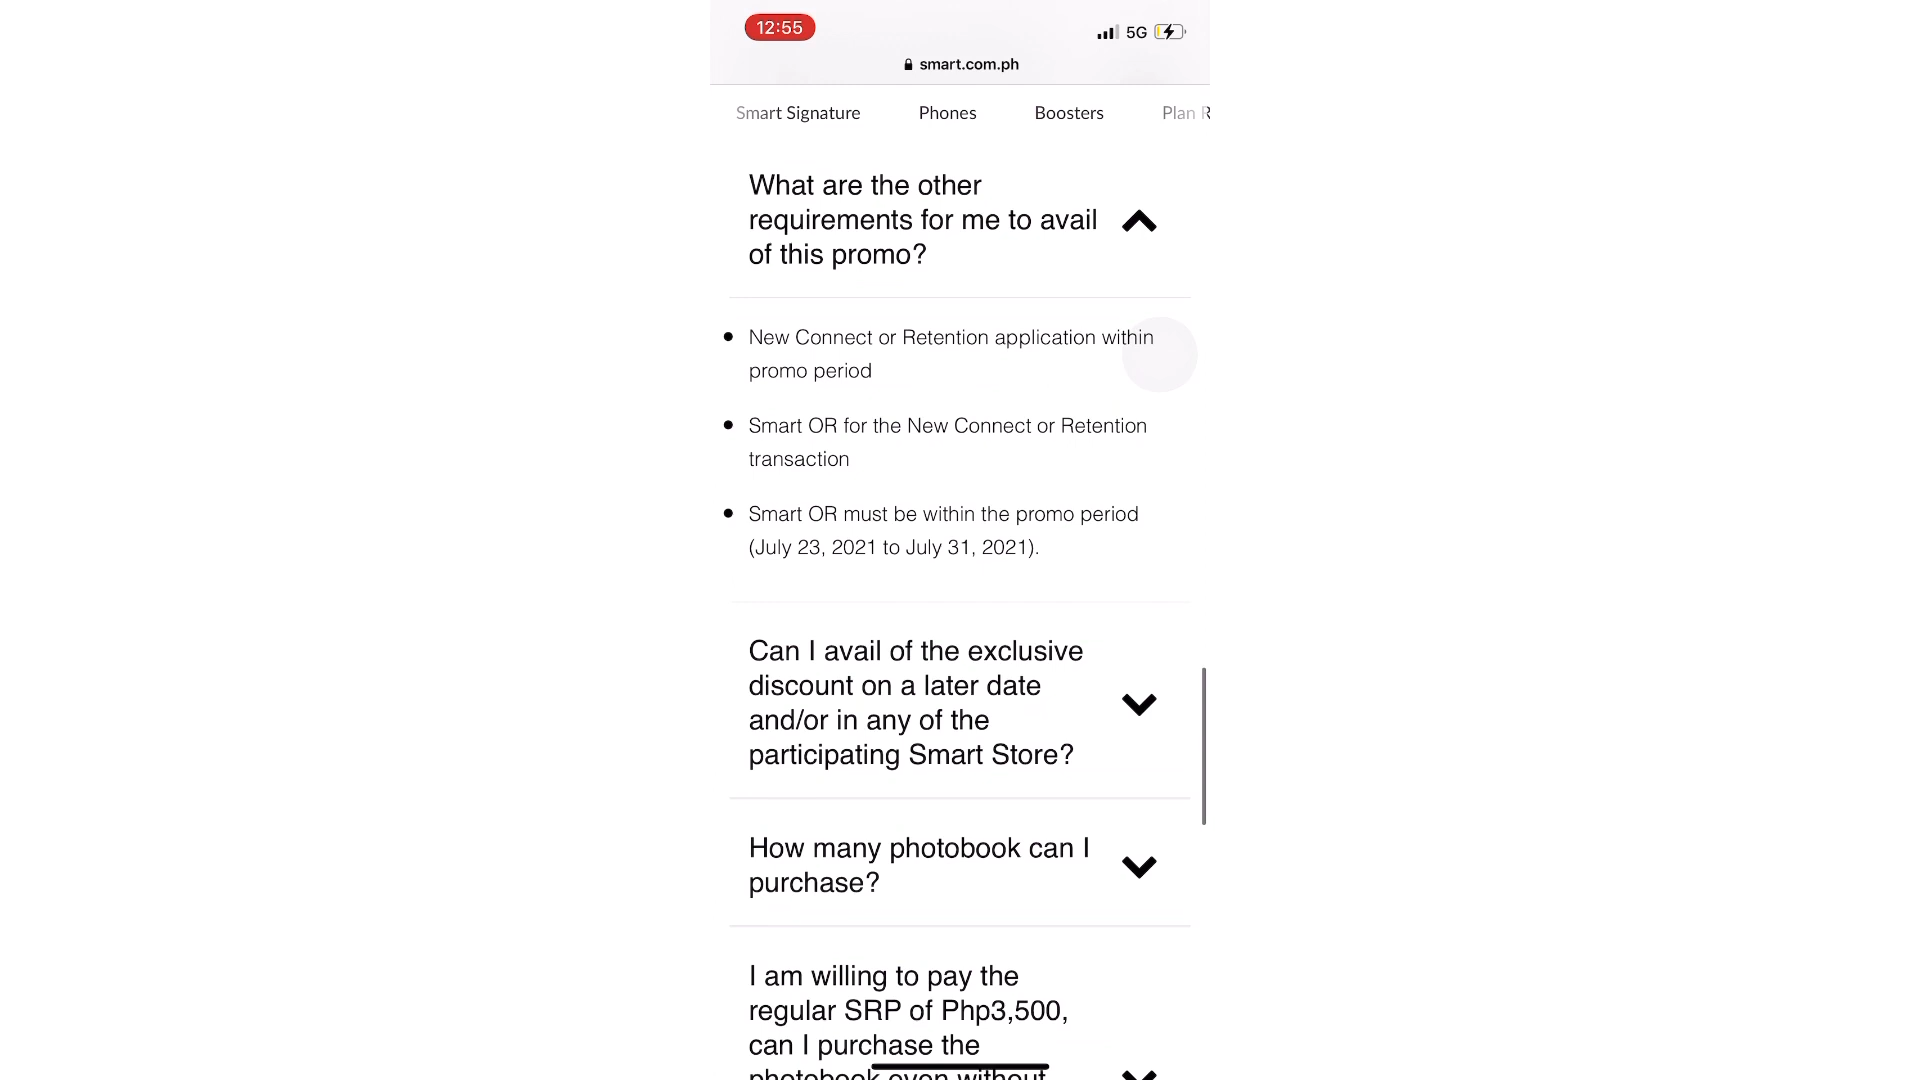 12:55
5G
smart.com.ph
Smart Signature Phones Boosters Plan R
What are the other
requirements for me to avail
of this promo?
• New Connect or Retention application within
promo period
• Smart OR for the New Connect or Retention
transaction
• Smart OR must be within the promo period
(July 23, 2021 to July 31, 2021).
Can I avail of the exclusive
discount on a later date
and/or in any of the
participating Smart Store?
How many photobook can I
purchase?
I am willing to pay the
regular SRP of Php3,500,
can I purchase the
photobook even without